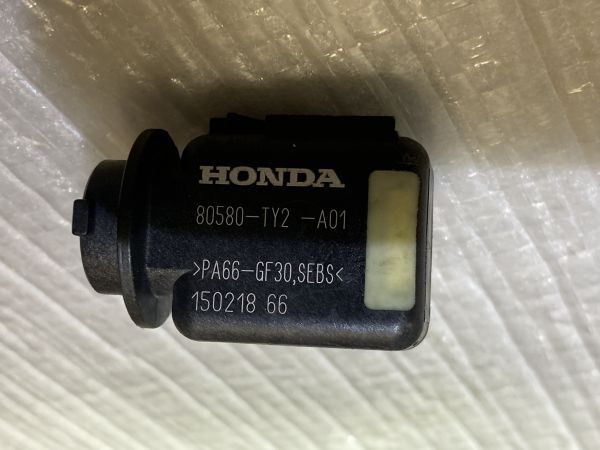 HONDA
80580-TY2 -A01
>PA66-GF30,SEBS<
150218 66